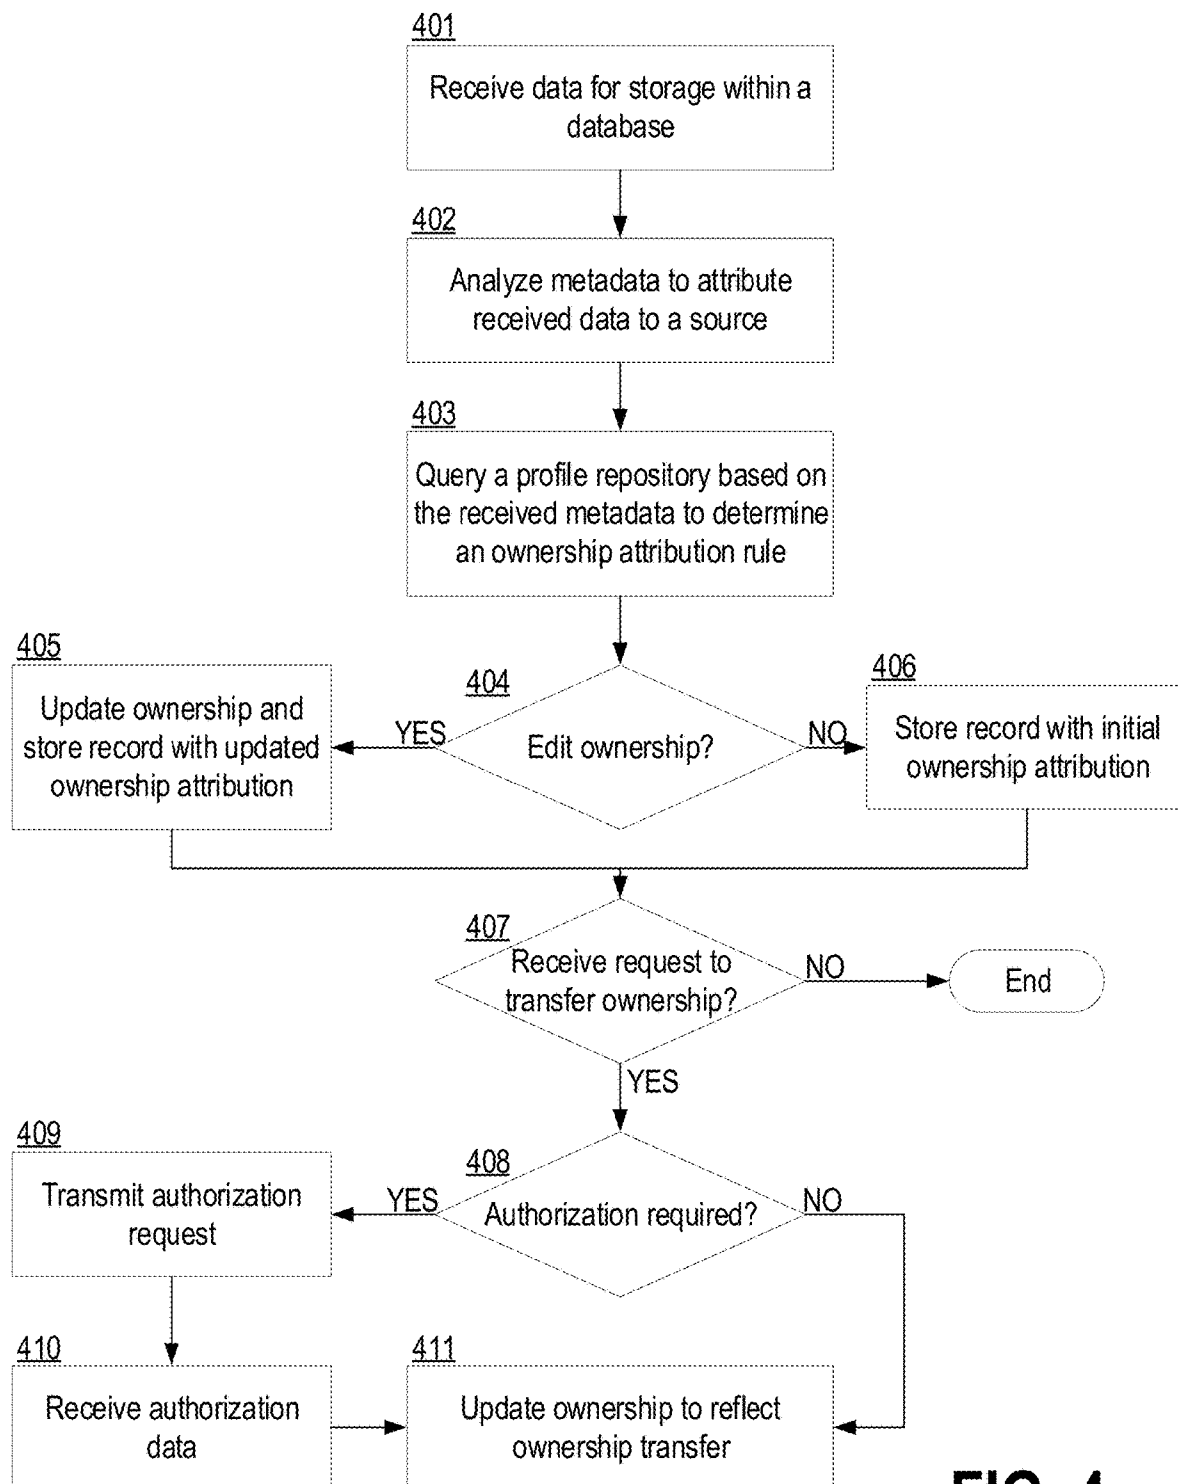 401
Receive data for storage within a
database
402
Analyze metadata to attribute
received data to a source
403
Query a profile repository based on
the received metadata to determine
an ownership attribution rule
404
Edit ownership?
YES
NO
405
Update ownership and
store record with updated
ownership attribution
406
Store record with initial
ownership attribution
407
Receive request to
transfer ownership?
NO
End
YES
408
Authorization required?
YES
NO
409
Transmit authorization
request
410
Receive authorization
data
411
Update ownership to reflect
ownership transfer
FIG. 4